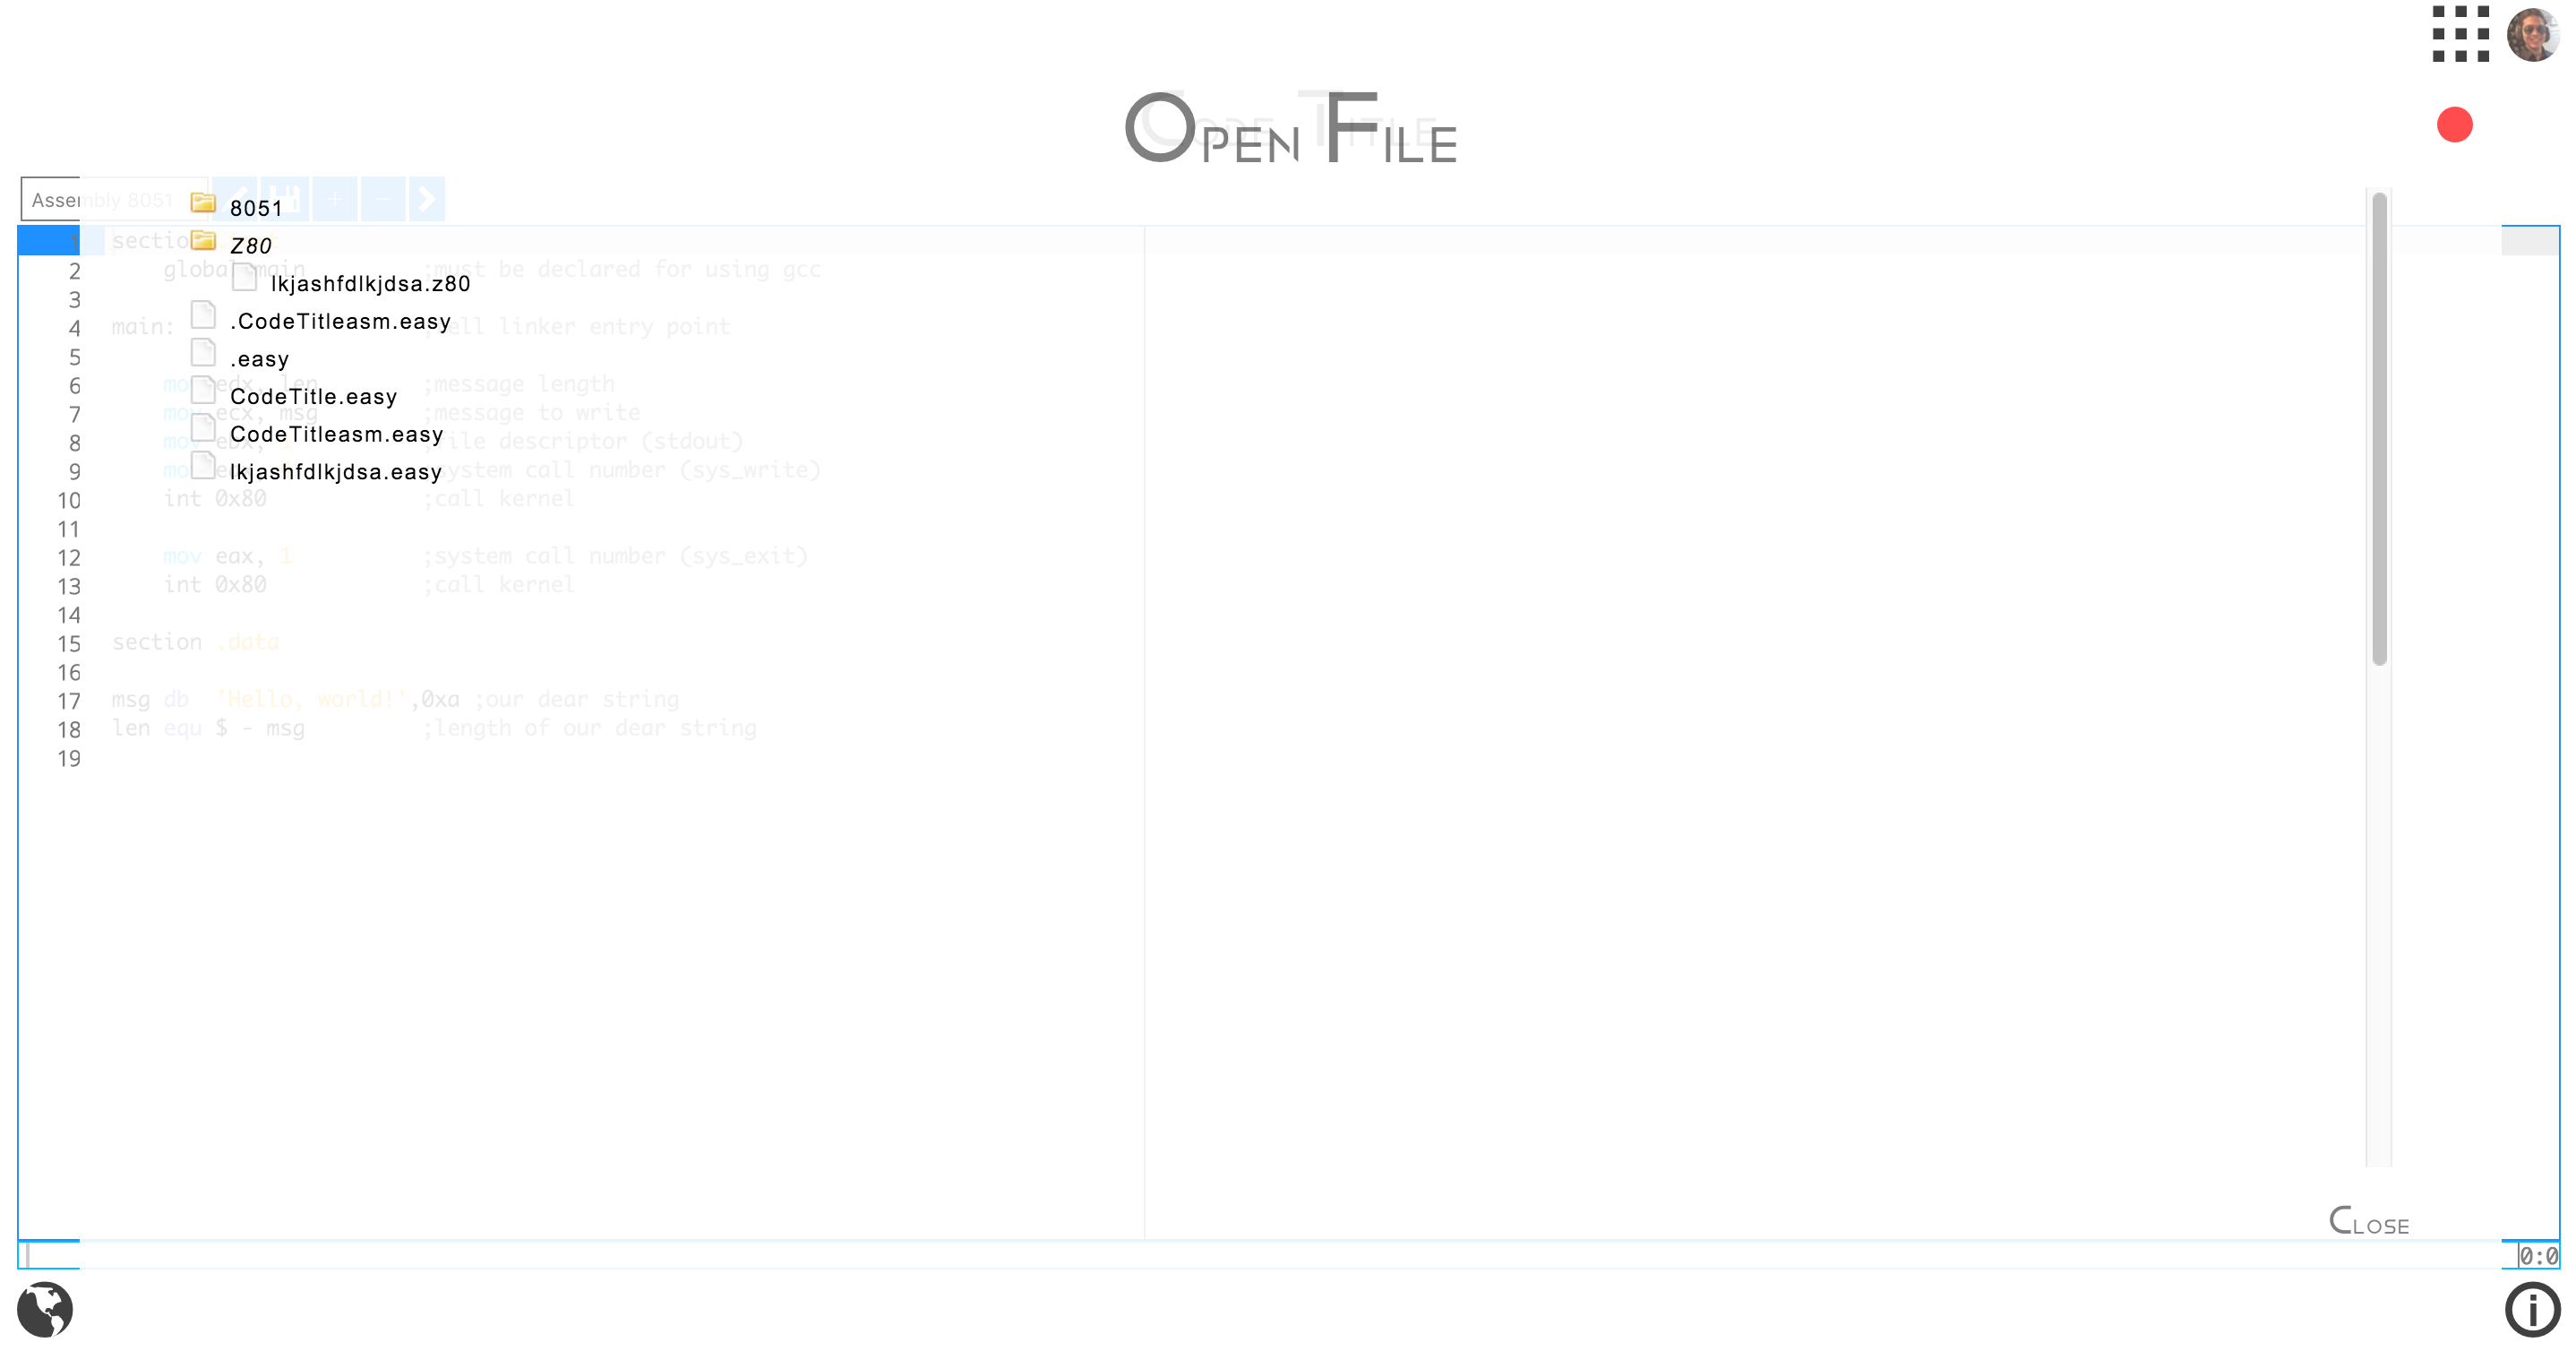 Open File
Code Title
Assembly 8051
8051
Z80
lkjashfdlkjdsa.z80
.CodeTitleasm.easy
.easy
CodeTitle.easy
CodeTitleasm.easy
lkjashfdlkjdsa.easy
1 section
2 global main ;must be declared for using gcc
3
4 main: ;tell linker entry point
5
6 mov edx, len ;message length
7 mov ecx, msg ;message to write
8 mov ebx, ;file descriptor (stdout)
9 mov ;system call number (sys_write)
10 int 0x80 ;call kernel
11
12 mov eax, 1 ;system call number (sys_exit)
13 int 0x80 ;call kernel
14
15 section .data
16
17 msg db 'Hello, world!',0xa ;our dear string
18 len equ $ - msg ;length of our dear string
19
Close
0:0